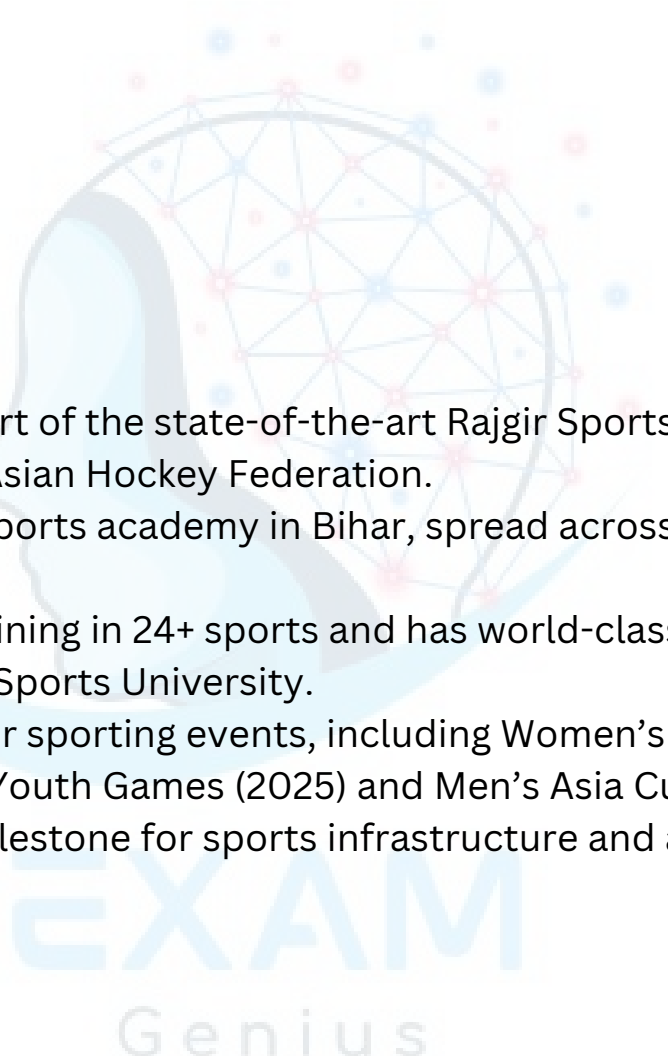 rt of the state-of-the-art Rajgir Sports
Asian Hockey Federation.
ports academy in Bihar, spread across
ining in 24+ sports and has world-clas
Sports University.
r sporting events, including Women’s
Youth Games (2025) and Men’s Asia Cu
lestone for sports infrastructure and a
EXAM
Genius